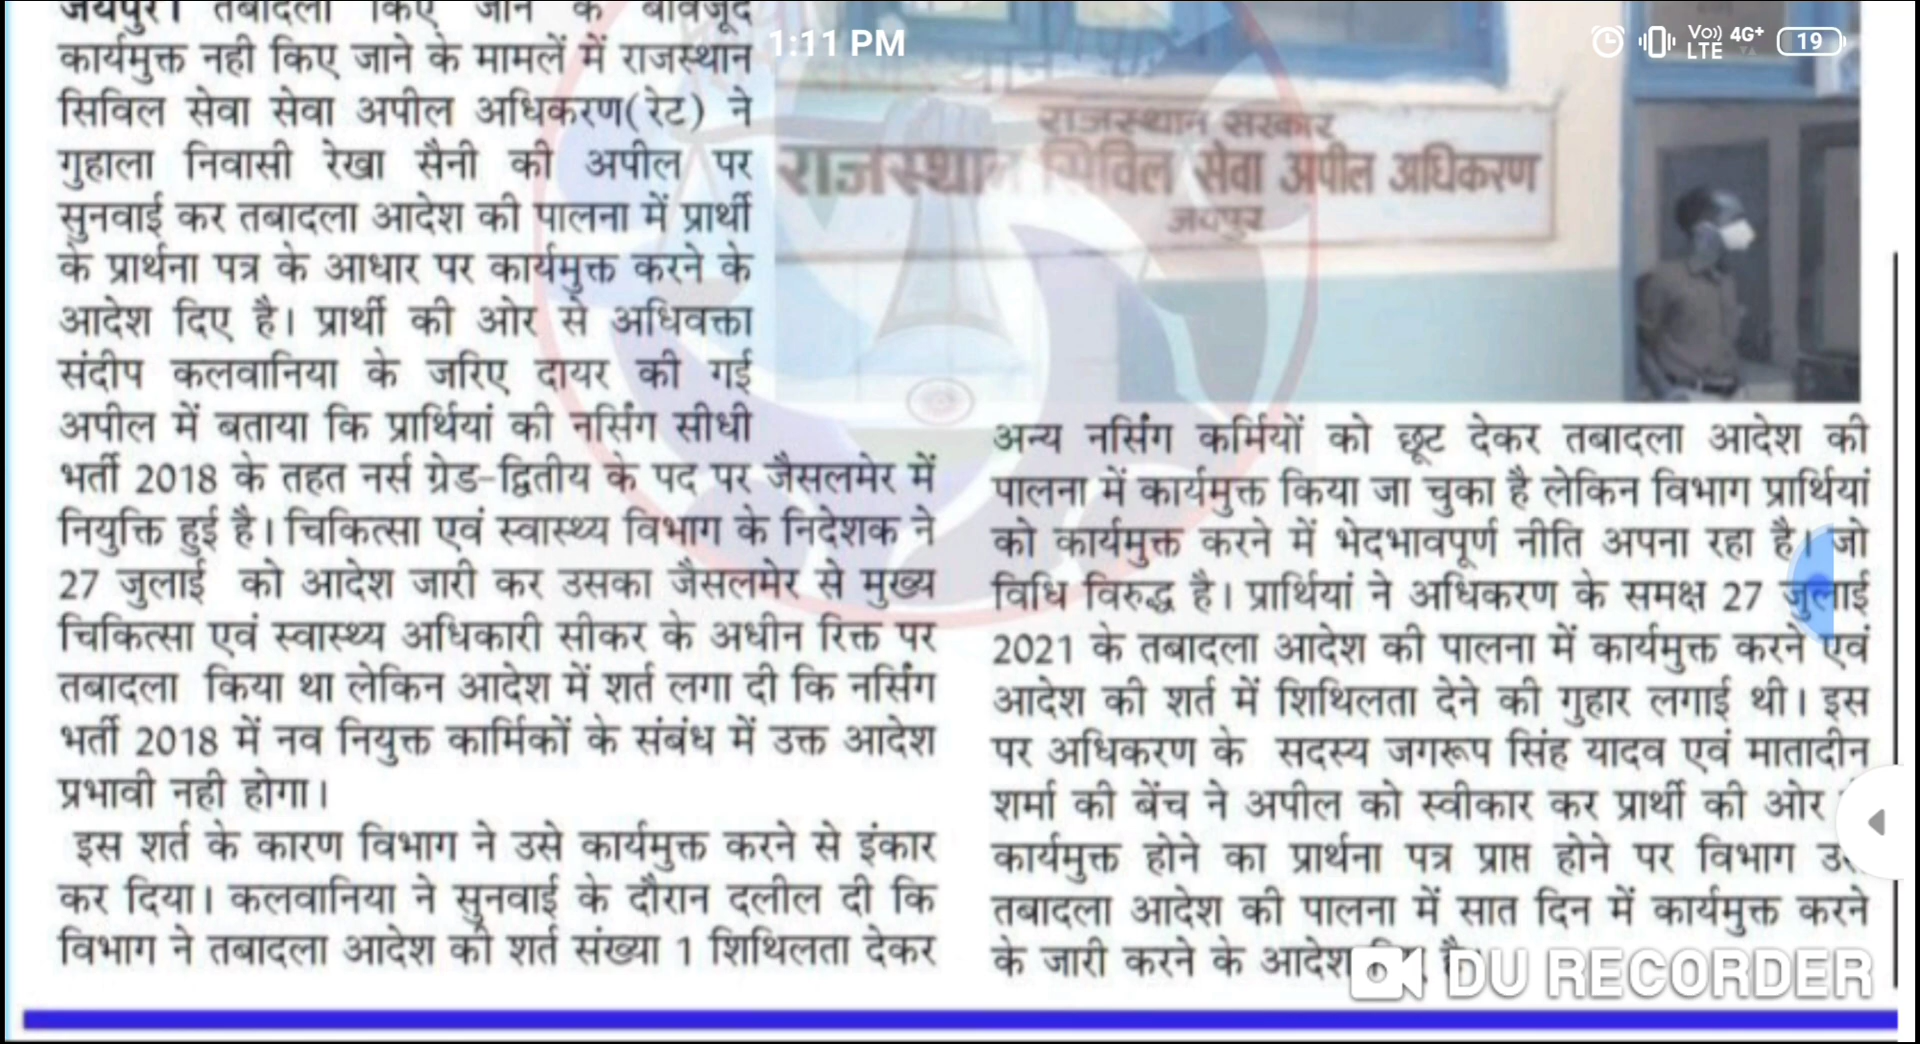 जयपुर। तबादला किए जाने के बावजूद
कार्यमुक्त नही किए जाने के मामलें में राजस्थान
सिविल सेवा सेवा अपील अधिकरण(रेट) ने
गुहाला निवासी रेखा सैनी की अपील पर
सुनवाई कर तबादला आदेश की पालना में प्रार्थी
के प्रार्थना पत्र के आधार पर कार्यमुक्त करने के
आदेश दिए है। प्रार्थी की ओर से अधिवक्ता
संदीप कलवानिया के जरिए दायर की गई
अपील में बताया कि प्रार्थियां की नर्सिंग सीधी
भर्ती 2018 के तहत नर्स ग्रेड-द्वितीय के पद पर जैसलमेर में
नियुक्ति हुई है। चिकित्सा एवं स्वास्थ्य विभाग के निदेशक ने
27 जुलाई को आदेश जारी कर उसका जैसलमेर से मुख्य
चिकित्सा एवं स्वास्थ्य अधिकारी सीकर के अधीन रिक्त पर
तबादला किया था लेकिन आदेश में शर्त लगा दी कि नर्सिंग
भर्ती 2018 में नव नियुक्त कार्मिकों के संबंध में उक्त आदेश
प्रभावी नही होगा।
इस शर्त के कारण विभाग ने उसे कार्यमुक्त करने से इंकार
कर दिया। कलवानिया ने सुनवाई के दौरान दलील दी कि
विभाग ने तबादला आदेश की शर्त संख्या 1 शिथिलता देकर
1:11 PM
Vo)) LTE 4G+ 19
राजस्थान सरकार
राजस्थान सिविल सेवा अपील अधिकरण
जयपुर
अन्य नर्सिंग कर्मियों को छूट देकर तबादला आदेश की
पालना में कार्यमुक्त किया जा चुका है लेकिन विभाग प्रार्थियां
को कार्यमुक्त करने में भेदभावपूर्ण नीति अपना रहा है। जो
विधि विरुद्ध है। प्रार्थियां ने अधिकरण के समक्ष 27 जुलाई
2021 के तबादला आदेश की पालना में कार्यमुक्त करने एवं
आदेश की शर्त में शिथिलता देने की गुहार लगाई थी। इस
पर अधिकरण के सदस्य जगरूप सिंह यादव एवं मातादीन
शर्मा की बेंच ने अपील को स्वीकार कर प्रार्थी की ओर
कार्यमुक्त होने का प्रार्थना पत्र प्राप्त होने पर विभाग
तबादला आदेश की पालना में सात दिन में कार्यमुक्त करने
के जारी करने के आदेश है
DU RECORDER